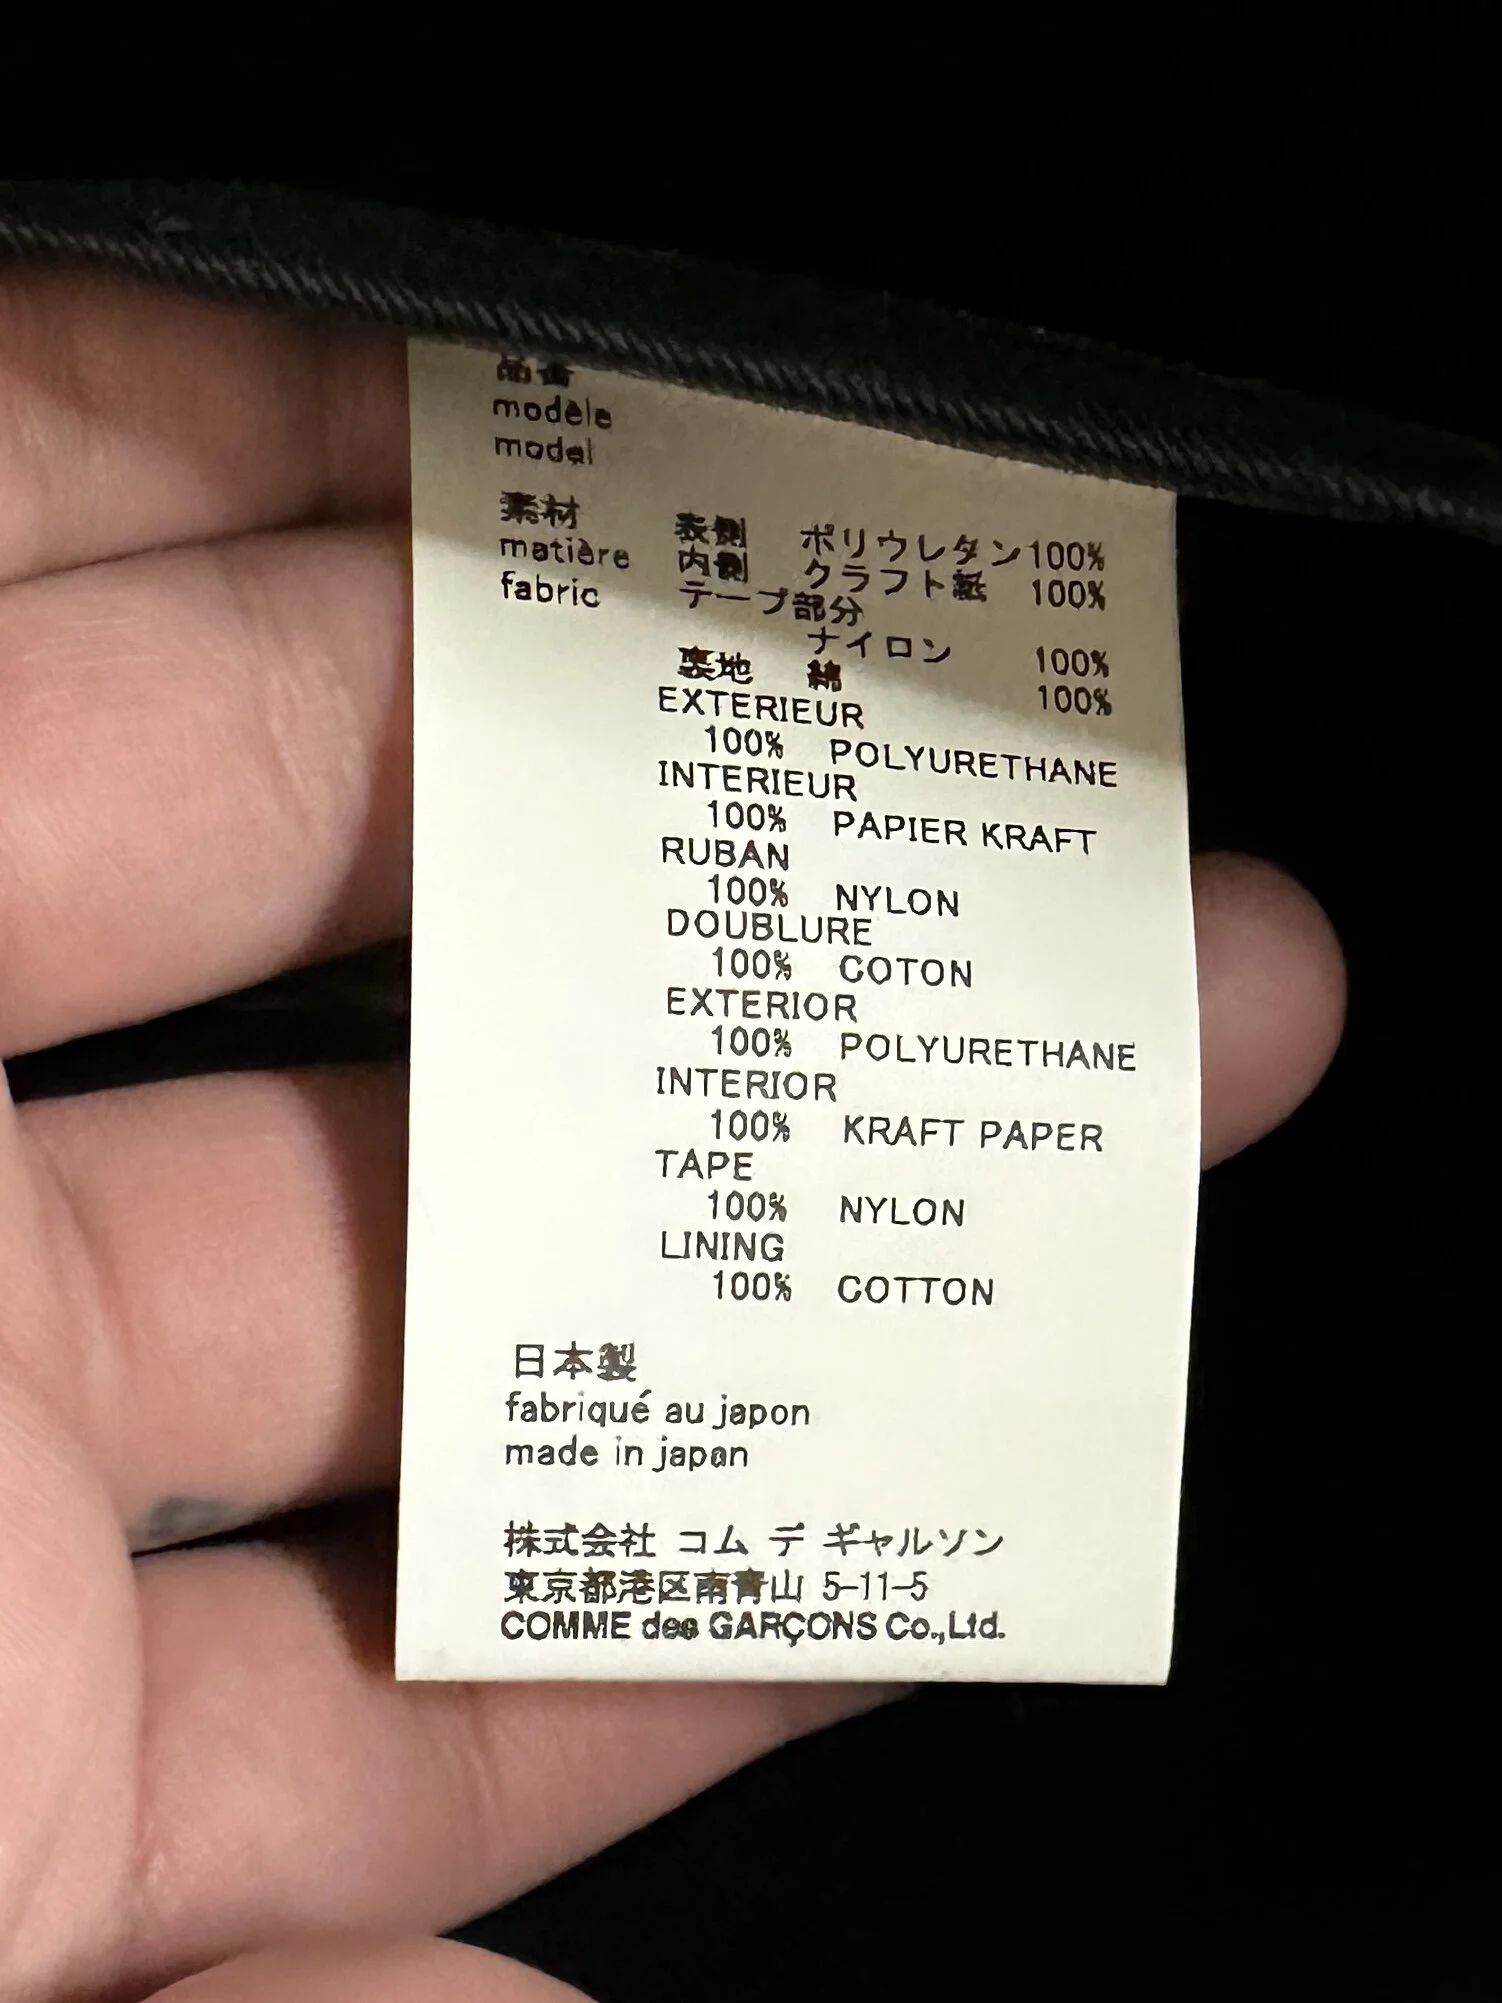 品番
modèle
model
素材 表側 ポリウレタン100%
matière 内側 クラフト紙 100%
fabric テープ部分
ナイロン 100%
裏地 綿 100%
EXTERIEUR
100% POLYURETHANE
INTERIEUR
100% PAPIER KRAFT
RUBAN
100% NYLON
DOUBLURE
100% COTON
EXTERIOR
100% POLYURETHANE
INTERIOR
100% KRAFT PAPER
TAPE
100% NYLON
LINING
100% COTTON
日本製
fabriqué au japon
made in japan
株式会社 コム デ ギャルソン
東京都港区南青山 5-11-5
COMME des GARÇONS Co.,Ltd.